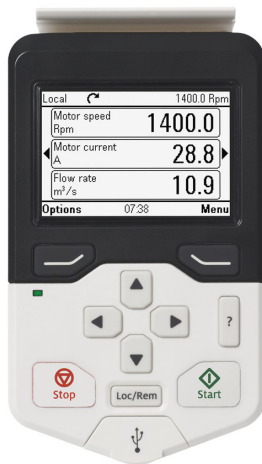 Local 1400.0 Rpm
Motor speed
Rpm 1400.0
Motor current
A 28.8
Flow rate
m³/s 10.9
Options 07:38 Menu
?
Stop Loc/Rem Start